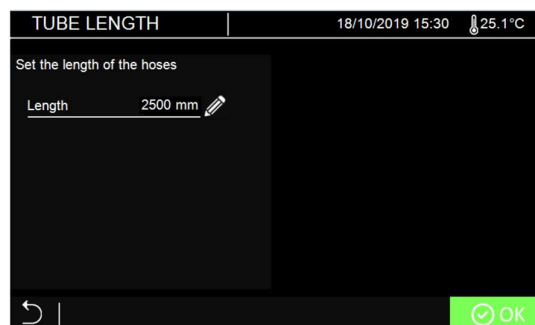 TUBE LENGTH
18/10/2019 15:30 25.1°C
Set the length of the hoses
Length 2500 mm
OK